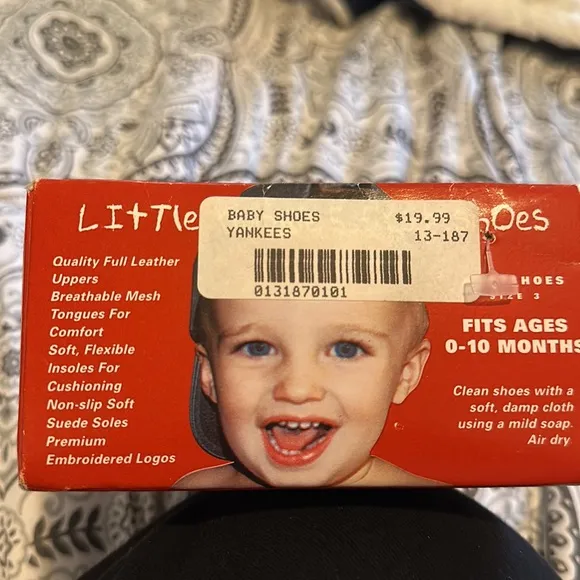 LittLe
BABY SHOES $19.99
YANKEES 13-187
0131870101
Quality Full Leather
Uppers
Breathable Mesh
Tongues For
Comfort
Soft, Flexible
Insoles For
Cushioning
Non-slip Soft
Suede Soles
Premium
Embroidered Logos
HOES
SIZE 3
FITS AGES
0-10 MONTHS
Clean shoes with a
soft, damp cloth
using a mild soap.
Air dry